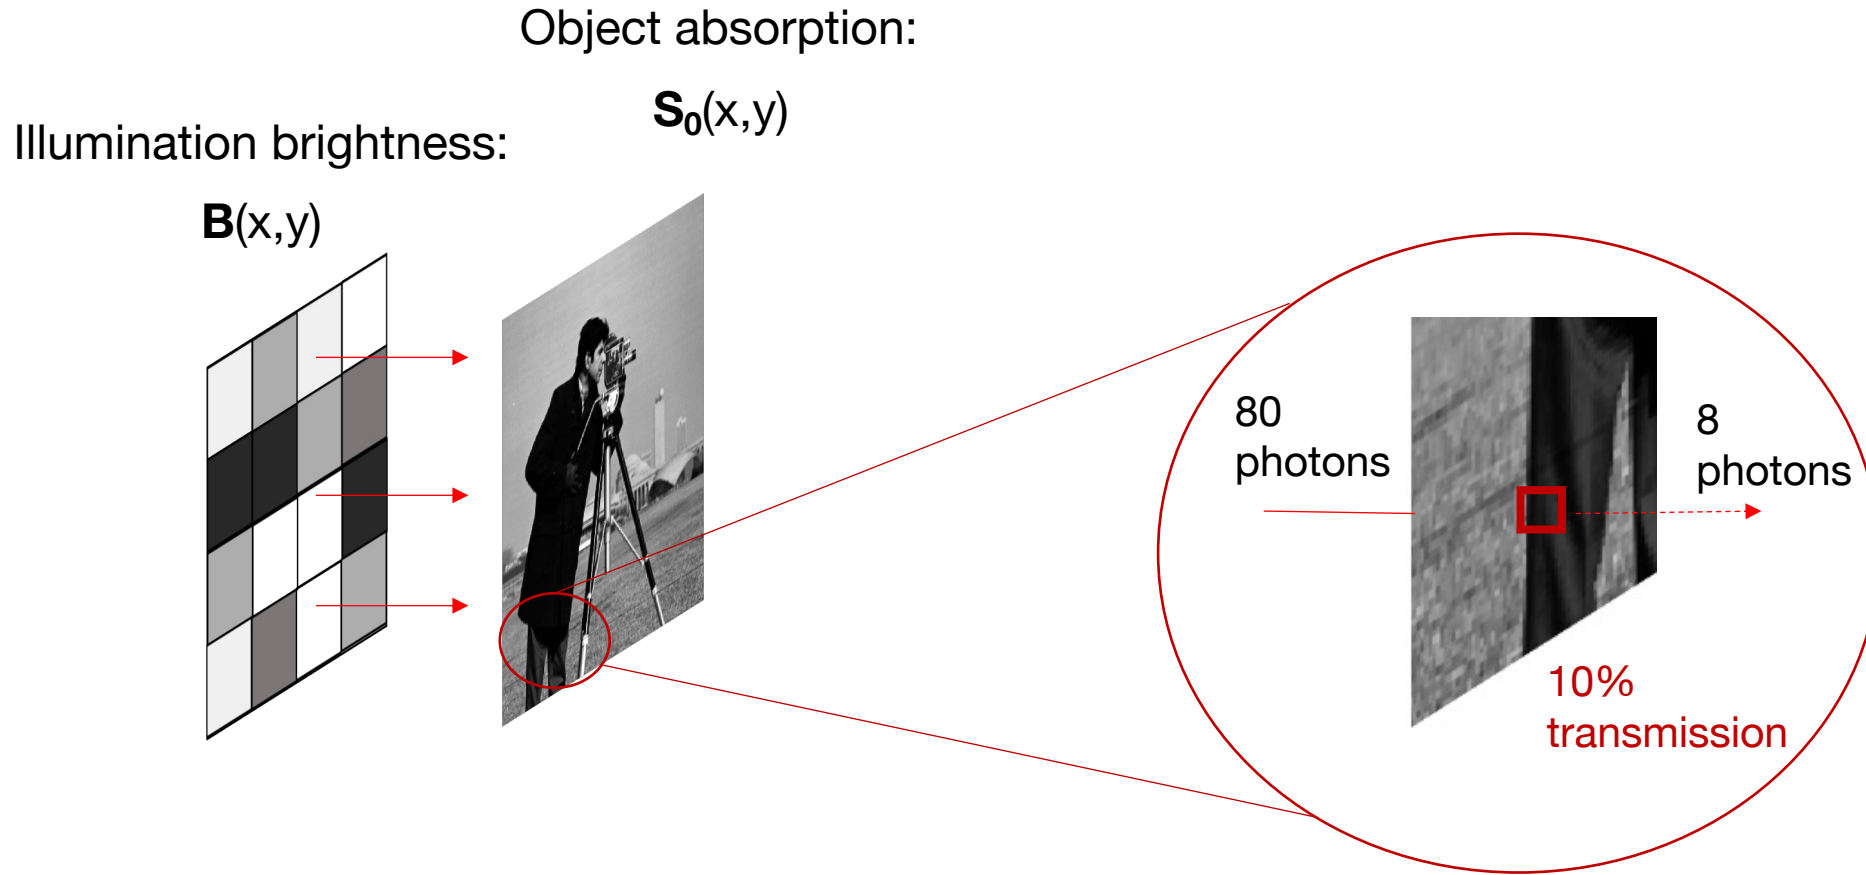 Object absorption:
S₀(x,y)
Illumination brightness:
B(x,y)
80
photons
8
photons
10%
transmission